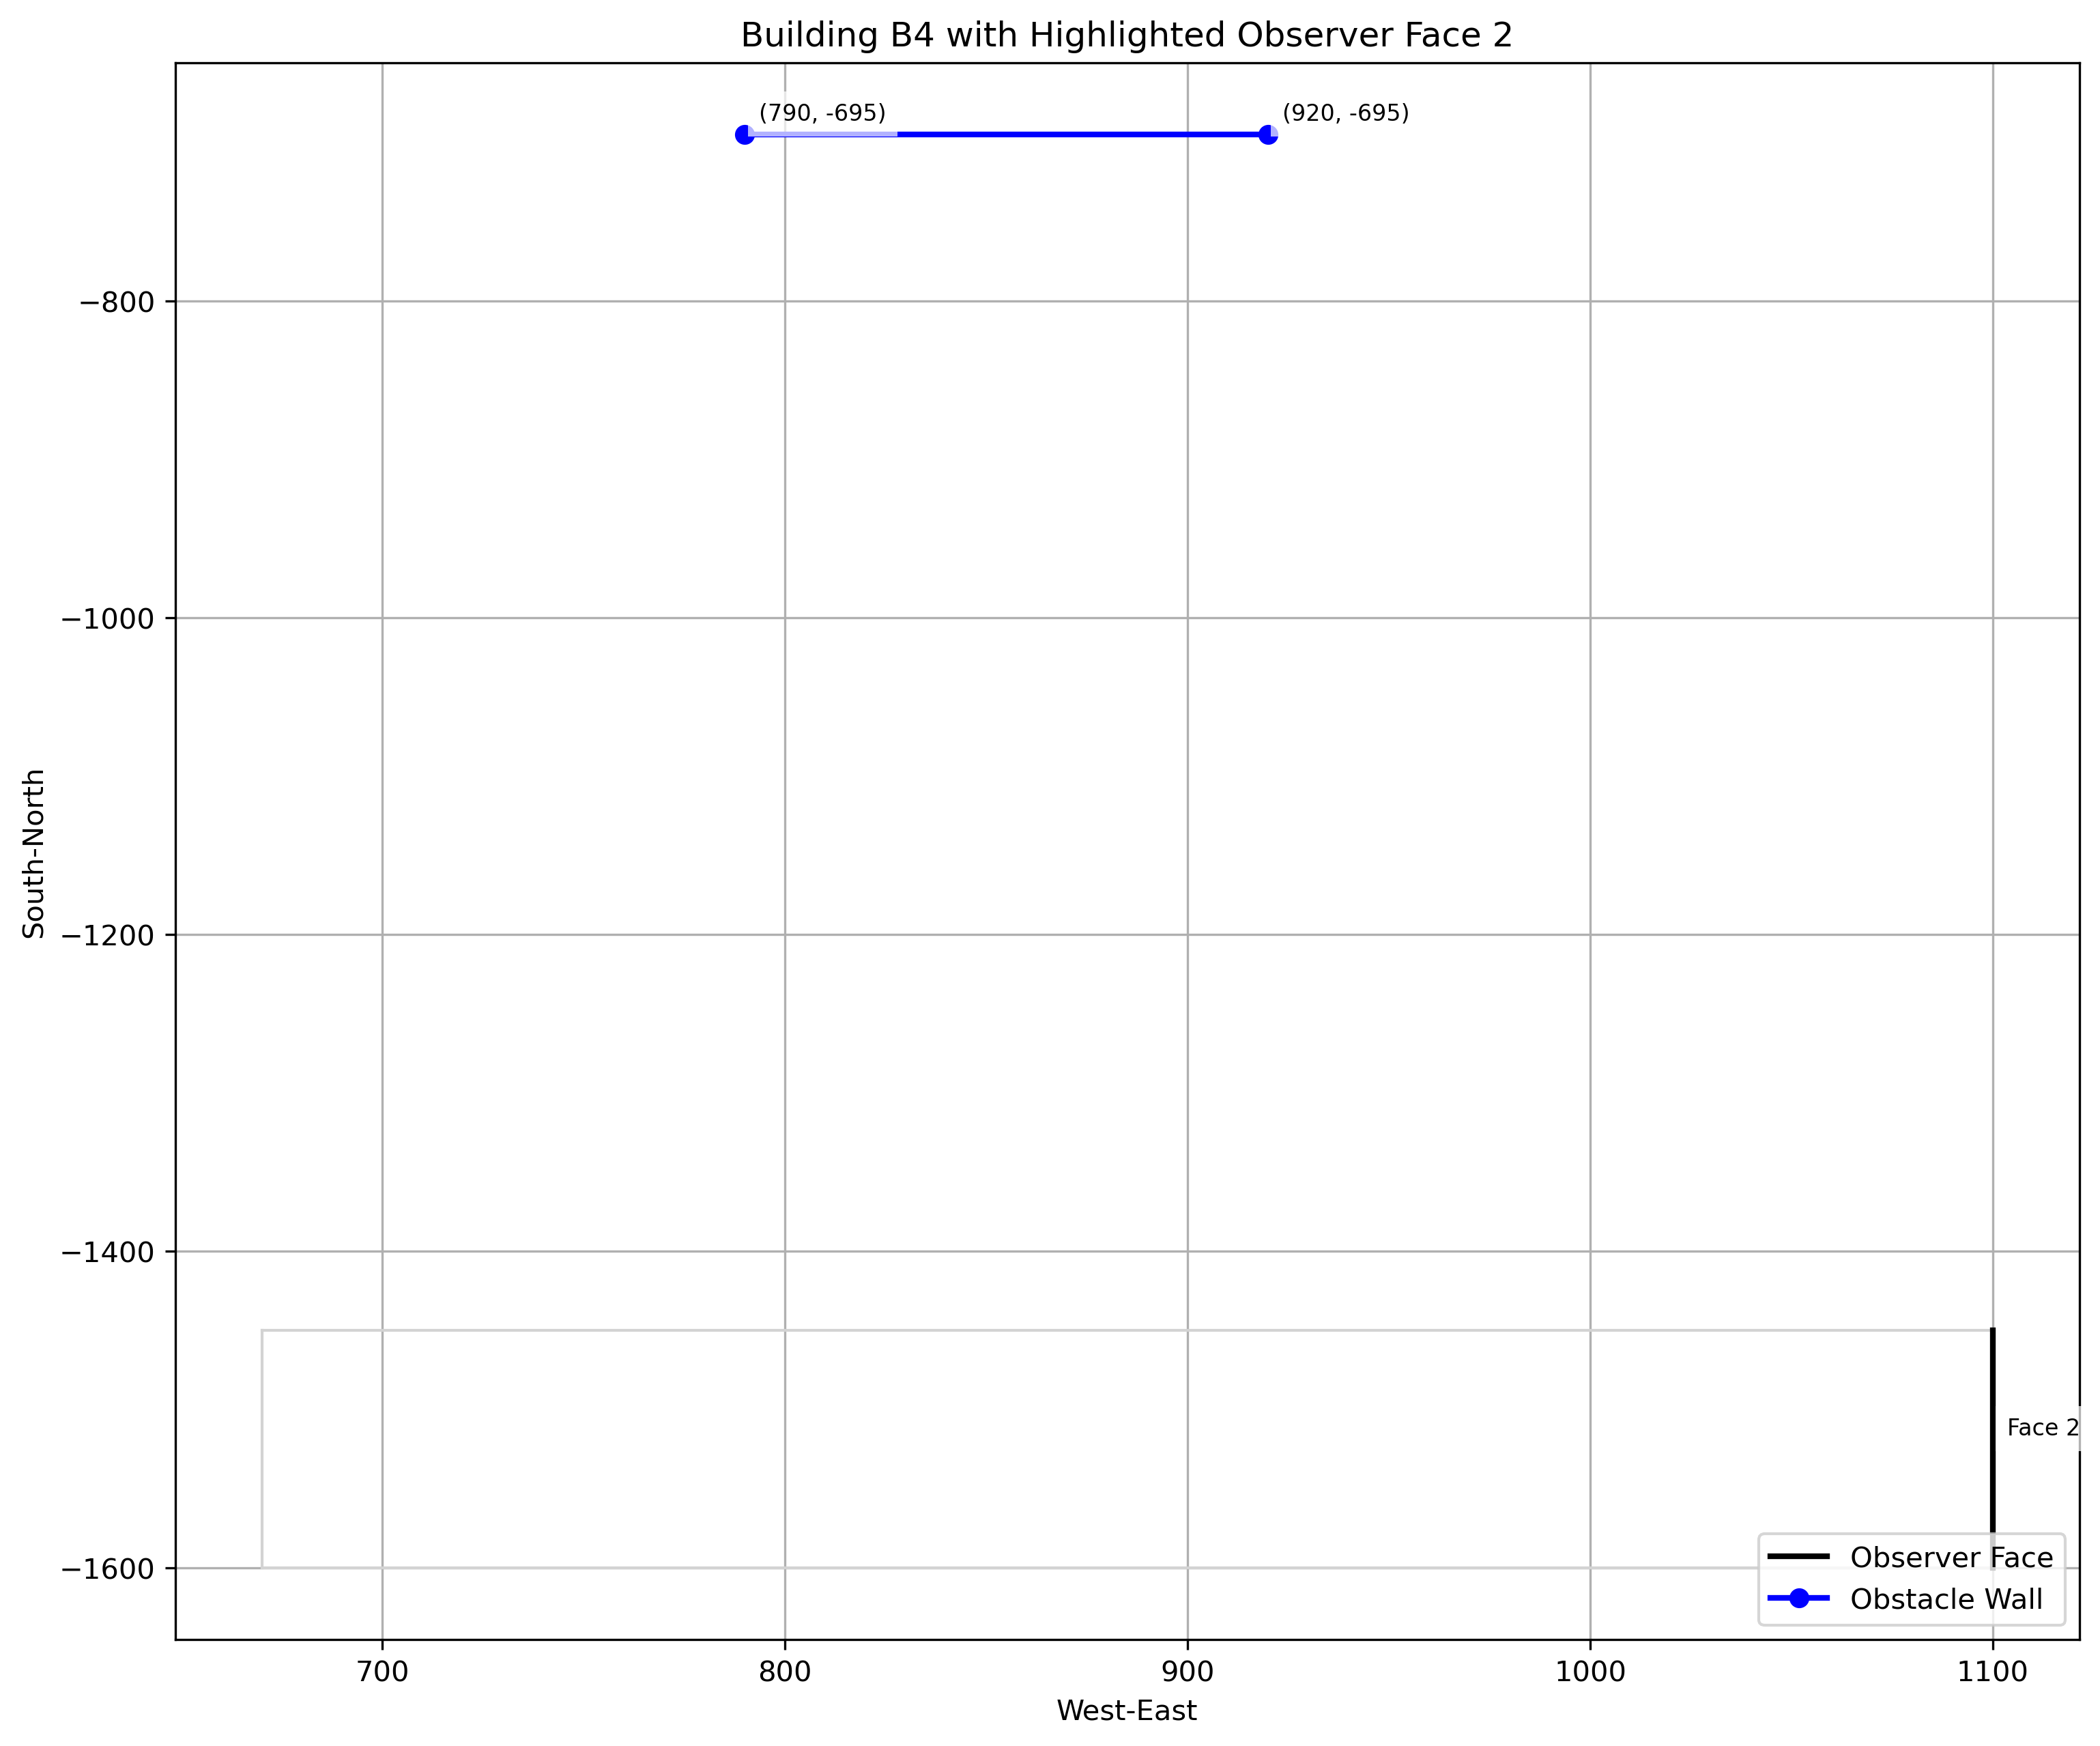 Building B4 with Highlighted Observer Face 2
(790, -695)
(920, -695)
−800
−1000
−1200
−1400
−1600
South-North
Face 2
Observer Face
Obstacle Wall
700
800
900
1000
1100
West-East